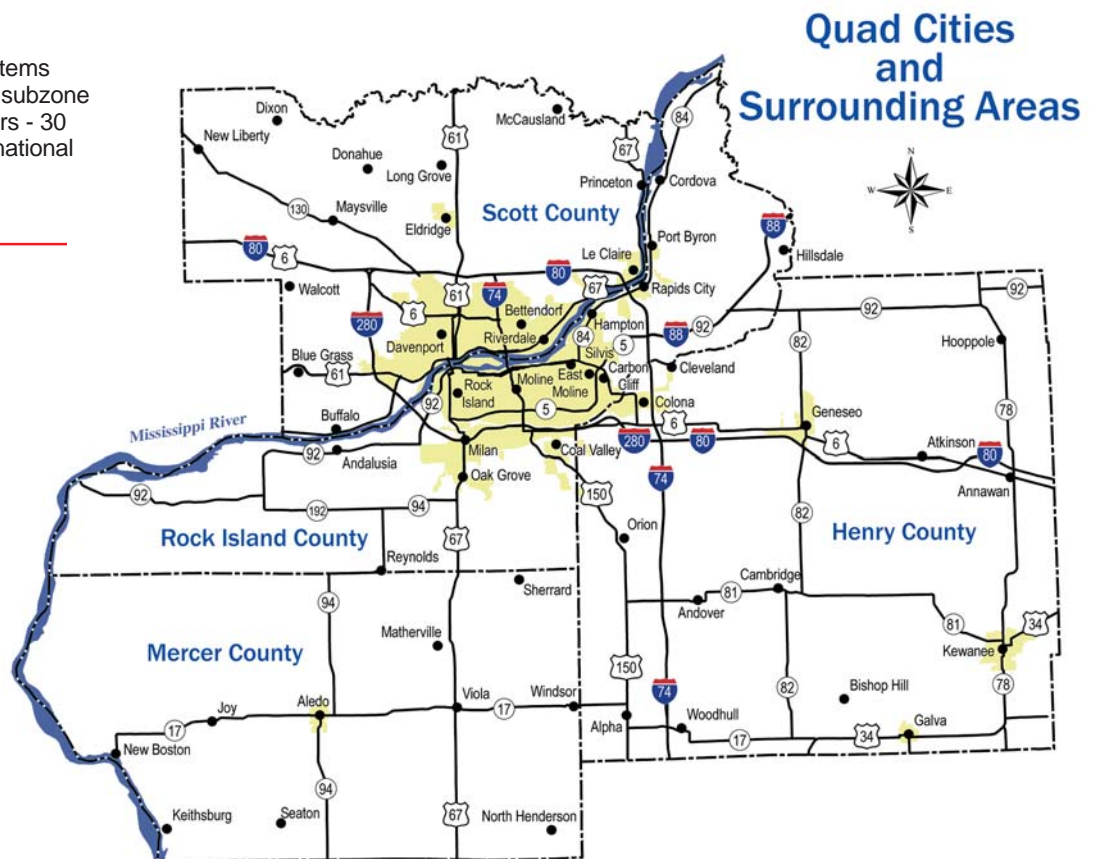 Quad Cities
and
Surrounding Areas
tems
subzone
rs - 30
national
N
W
E
S
84
61
67
Dixon
McCausland
New Liberty
Donahue
Long Grove
Princeton
Cordova
130
Maysville
Scott County
Eldridge
88
Port Byron
Hillsdale
80
6
Le Claire
80
67
Rapids City
Walcott
61
74
92
280
6
Bettendorf
Hampton
88
92
92
Riverdale
84
5
82
Hooppole
Davenport
Silvis
Blue Grass
61
Carbon
Cliff
Cleveland
East
Moline
Moline
Rock
Island
92
5
Colona
78
Geneseo
Buffalo
6
Mississippi River
280
80
6
Atkinson
80
Milan
Coal Valley
92
Andalusia
Oak Grove
74
Annawan
92
150
192
94
82
Rock Island County
67
Orion
Henry County
Reynolds
Sherrard
Cambridge
94
Andover
81
81
34
Matherville
Kewanee
Mercer County
150
74
82
Bishop Hill
78
Aledo
Viola
Windsor
Joy
17
17
Alpha
Woodhull
Galva
17
34
New Boston
94
Keithsburg
Seaton
67
North Henderson